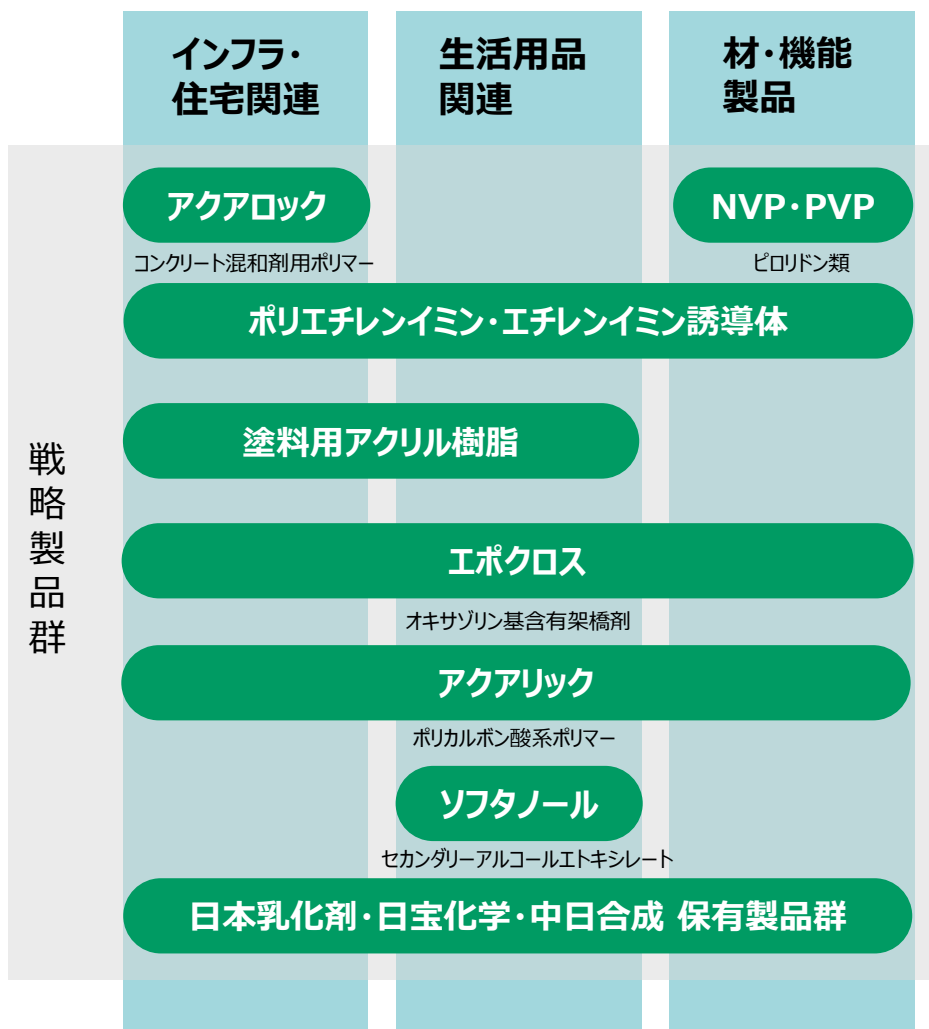 インフラ・
住宅関連
生活用品
関連
材・機能
製品
戦略製品群
アクアロック
コンクリート混和剤用ポリマー
NVP・PVP
ピロリドン類
ポリエチレンイミン・エチレンイミン誘導体
塗料用アクリル樹脂
エポクロス
オキサゾリン基含有架橋剤
アクアリック
ポリカルボン酸系ポリマー
ソフタノール
セカンダリーアルコールエトキシレート
日本乳化剤・日宝化学・中日合成 保有製品群